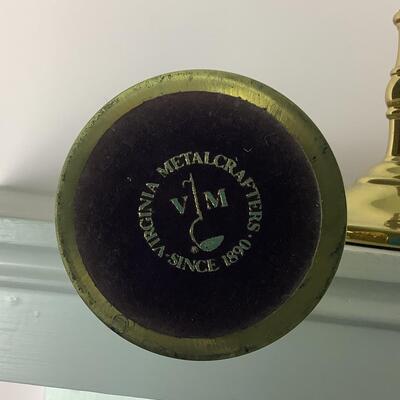 VIRGINIA METALCRAFTERS
V M
®
·SINCE 1890·